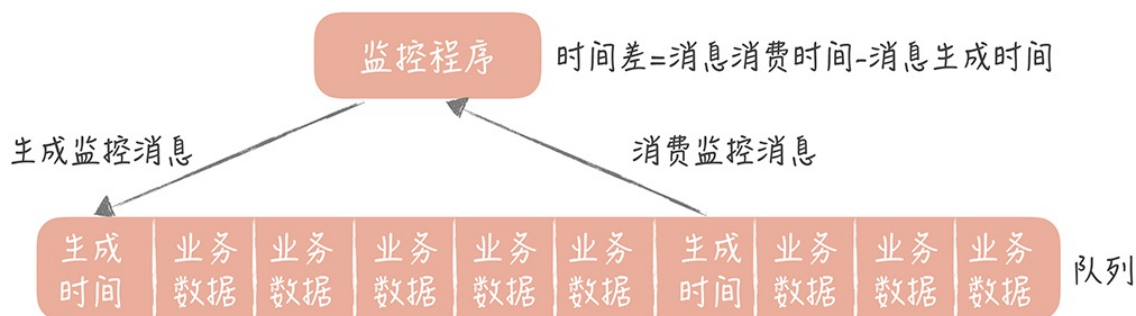 监控程序
时间差=消息消费时间-消息生成时间
生成监控消息
消费监控消息
生成 业务 业务 业务 业务 业务 生成 业务 业务 业务
时间 数据 数据 数据 数据 数据 时间 数据 数据 数据
队列